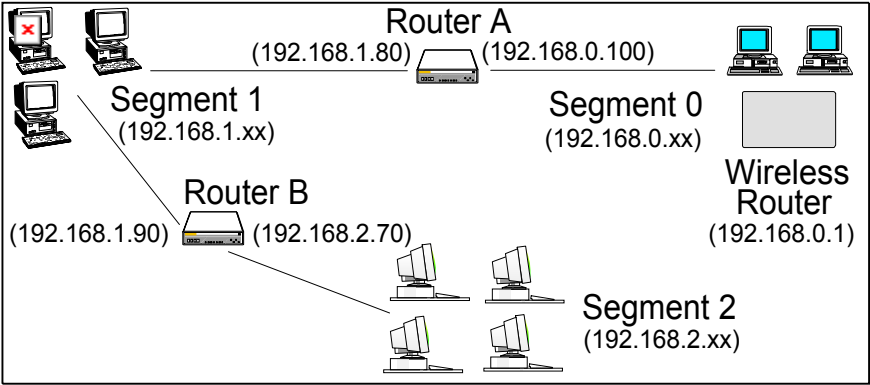 Router A
(192.168.1.80)
(192.168.0.100)
Segment 1
(192.168.1.xx)
Segment 0
(192.168.0.xx)
Wireless
Router
(192.168.0.1)
Router B
(192.168.1.90)
(192.168.2.70)
Segment 2
(192.168.2.xx)